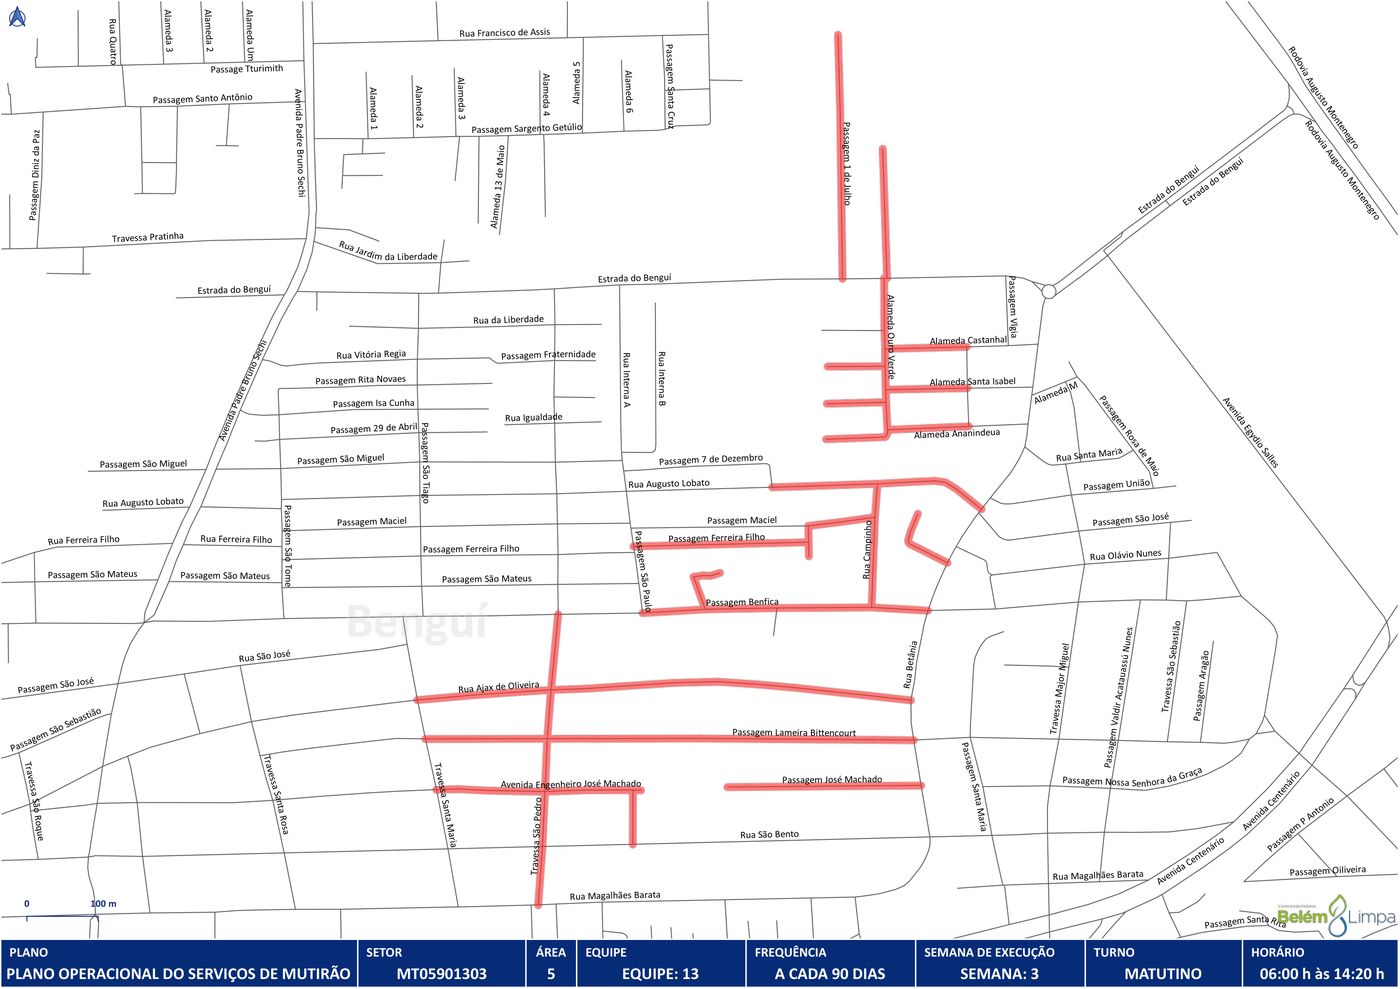 Rua Quatro
Alameda 3
Alameda 2
Alameda Um
Rua Francisco de Assis
Passage Tturimith
Passagem Santo Antônio
Passagem Diniz da Paz
Avenida Padre Bruno Sechi
Alameda 1
Alameda 2
Alameda 3
Alameda 4
Alameda 5
Alameda 6
Passagem Santa Cruz
Passagem Sargento Getúlio
Alameda 13 de Maio
Passagem 1 de Julho
Rodovia Augusto Montenegro
Rodovia Augusto Montenegro
Estrada do Benguí
Estrada do Benguí
Travessa Pratinha
Rua Jardim da Liberdade
Estrada do Benguí
Estrada do Benguí
Rua da Liberdade
Rua Vitória Regia
Passagem Fraternidade
Passagem Rita Novaes
Passagem Isa Cunha
Passagem 29 de Abril
Rua Igualdade
Avenida Padre Bruno Sechi
Passagem São Tiago
Rua Interna A
Rua Interna B
Alameda Ouro Verde
Passagem Vigia
Alameda Castanhal
Alameda Santa Isabel
Alameda Ananindeua
Alameda M
Passagem Rosa de Maio
Avenida Egydio Salles
Rua Santa Maria
Passagem São Miguel
Passagem São Miguel
Passagem 7 de Dezembro
Rua Augusto Lobato
Rua Augusto Lobato
Passagem União
Passagem Maciel
Passagem Maciel
Passagem São José
Rua Ferreira Filho
Rua Ferreira Filho
Passagem São Tome
Passagem Ferreira Filho
Passagem Ferreira Filho
Rua Campinho
Rua Olávio Nunes
Passagem São Mateus
Passagem São Mateus
Passagem São Mateus
Passagem São Paulo
Passagem Benfica
Benguí
Rua São José
Passagem São José
Rua Ajax de Oliveira
Rua Betânia
Travessa Major Miguel
Passagem Valdir Acatauassú Nunes
Travessa São Sebastião
Passagem Aragão
Passagem São Sebastião
Passagem Lameira Bittencourt
Travessa São Roque
Travessa Santa Rosa
Travessa Santa Maria
Avenida Engenheiro José Machado
Travessa São Pedro
Passagem José Machado
Passagem Santa Maria
Passagem Nossa Senhora da Graça
Rua São Bento
Avenida Centenário
Avenida Centenário
Passagem P Antonio
Rua Magalhães Barata
Rua Magalhães Barata
Passagem Oiliveira
Passagem Santa Rita
0 100 m
CONCESSIONÁRIA
Belém Limpa
PLANO
PLANO OPERACIONAL DO SERVIÇOS DE MUTIRÃO
SETOR
MT05901303
ÁREA
5
EQUIPE
EQUIPE: 13
FREQUÊNCIA
A CADA 90 DIAS
SEMANA DE EXECUÇÃO
SEMANA: 3
TURNO
MATUTINO
HORÁRIO
06:00 h às 14:20 h